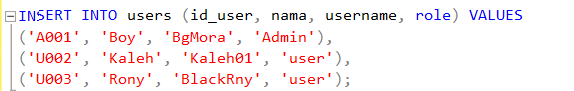 INSERT INTO users (id_user, nama, username, role) VALUES
('A001', 'Boy', 'BgMora', 'Admin'),
('U002', 'Kaleh', 'Kaleh01', 'user'),
('U003', 'Rony', 'BlackRny', 'user');